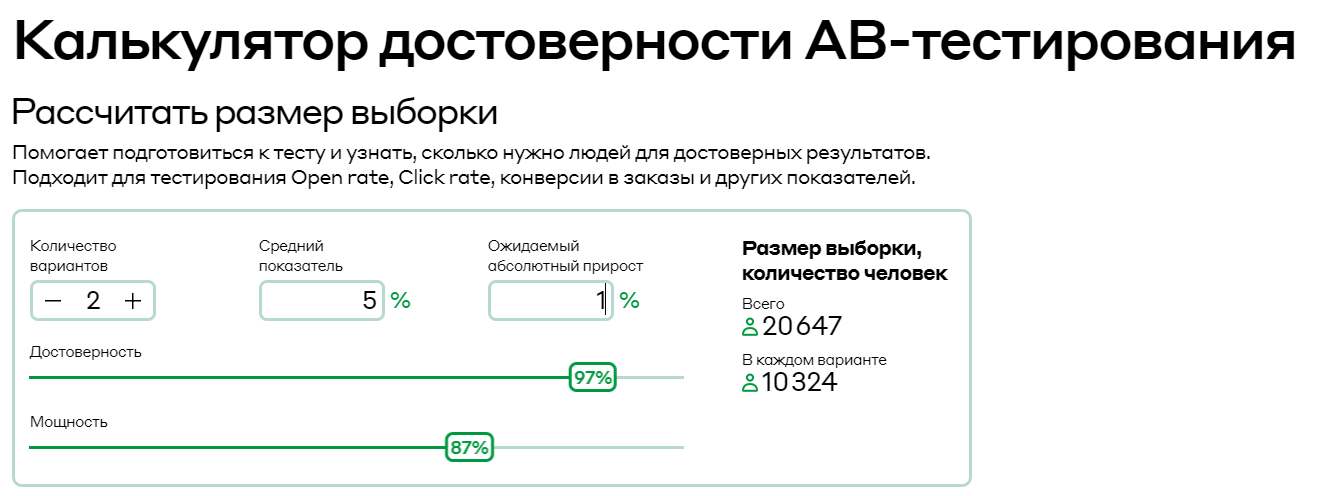 Калькулятор достоверности АВ-тестирования
Рассчитать размер выборки
Помогает подготовиться к тесту и узнать, сколько нужно людей для достоверных результатов.
Подходит для тестирования Open rate, Click rate, конверсии в заказы и других показателей.
Количество
вариантов
— 2 +
Средний
показатель
5 %
Ожидаемый
абсолютный прирост
1 %
Достоверность
97%
Мощность
87%
Размер выборки,
количество человек
Всего
20 647
В каждом варианте
10 324